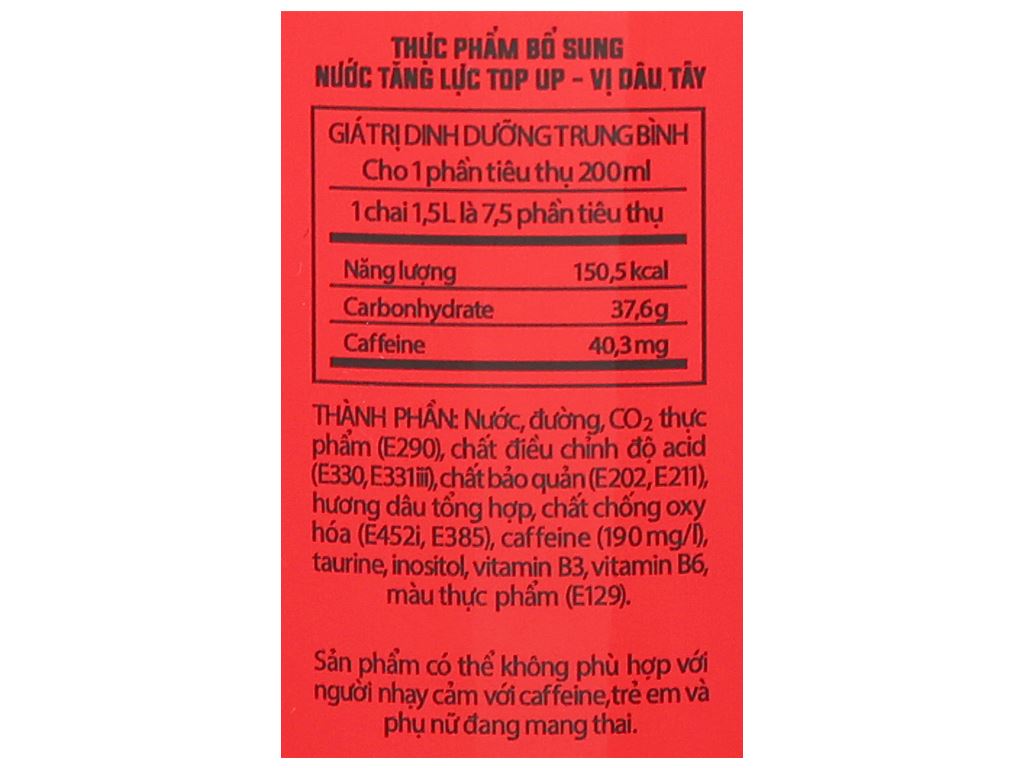 THỰC PHẨM BỔ SUNG
NƯỚC TĂNG LỰC TOP UP - VỊ DÂU TÂY
GIÁ TRỊ DINH DƯỠNG TRUNG BÌNH
Cho 1 phần tiêu thụ 200 ml
1 chai 1,5 L là 7,5 phần tiêu thụ
Năng lượng 150,5 kcal
Carbonhydrate 37,6 g
Caffeine 40,3 mg
THÀNH PHẦN: Nước, đường, CO₂ thực
phẩm (E290), chất điều chỉnh độ acid
(E330, E331iii), chất bảo quản (E202, E211),
hương dâu tổng hợp, chất chống oxy
hóa (E452i, E385), caffeine (190 mg/l),
taurine, inositol, vitamin B3, vitamin B6,
màu thực phẩm (E129).
Sản phẩm có thể không phù hợp với
người nhạy cảm với caffeine, trẻ em và
phụ nữ đang mang thai.